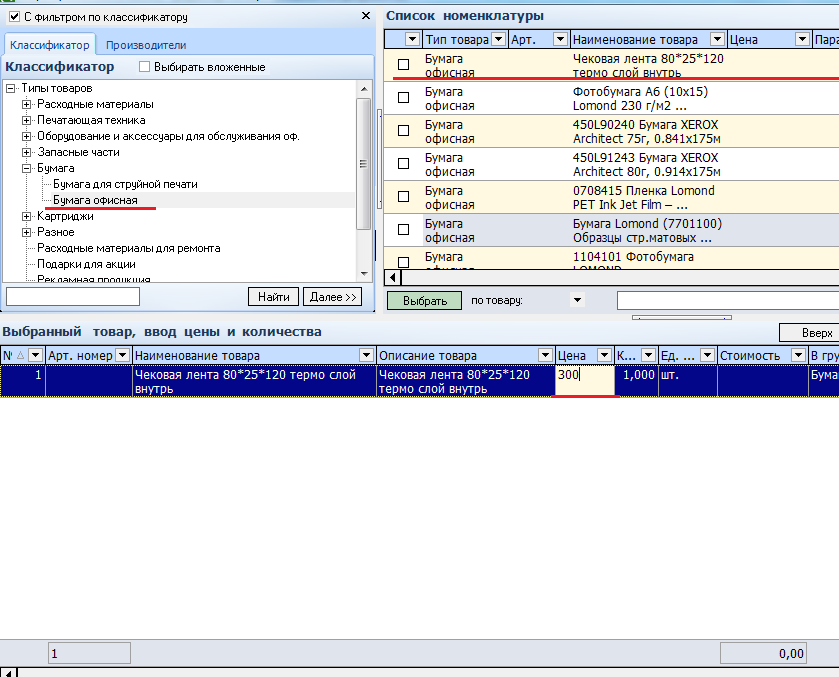 С фильтром по классификатору
Классификатор Производители
Классификатор Выбирать вложенные
Типы товаров
Расходные материалы
Печатающая техника
Оборудование и аксессуары для обслуживания оф.
Запасные части
Бумага
Бумага для струйной печати
Бумага офисная
Картриджи
Разное
Расходные материалы для ремонта
Подарки для акции
Рекламная продукция
Найти Далее >>
Список номенклатуры
Тип товара Арт. Наименование товара Цена Пара
Бумага офисная Чековая лента 80*25*120 термо слой внутрь
Бумага офисная Фотобумага А6 (10х15) Lomond 230 г/м2 ...
Бумага офисная 450L90240 Бумага XEROX Architect 75г, 0.841х175м
Бумага офисная 450L91243 Бумага XEROX Architect 80г, 0.914х175м
Бумага офисная 0708415 Пленка Lomond PET Ink Jet Film – ...
Бумага офисная Бумага Lomond (7701100) Образцы стр.матовых ...
Бумага офисная 1104101 Фотобумага LOMOND
Выбрать по товару:
Выбранный товар, ввод цены и количества Вверх
№ Арт. номер Наименование товара Описание товара Цена К... Ед. ... Стоимость В гру
1 Чековая лента 80*25*120 термо слой внутрь Чековая лента 80*25*120 термо слой внутрь 300 1,000 шт. Бума
1 0,00